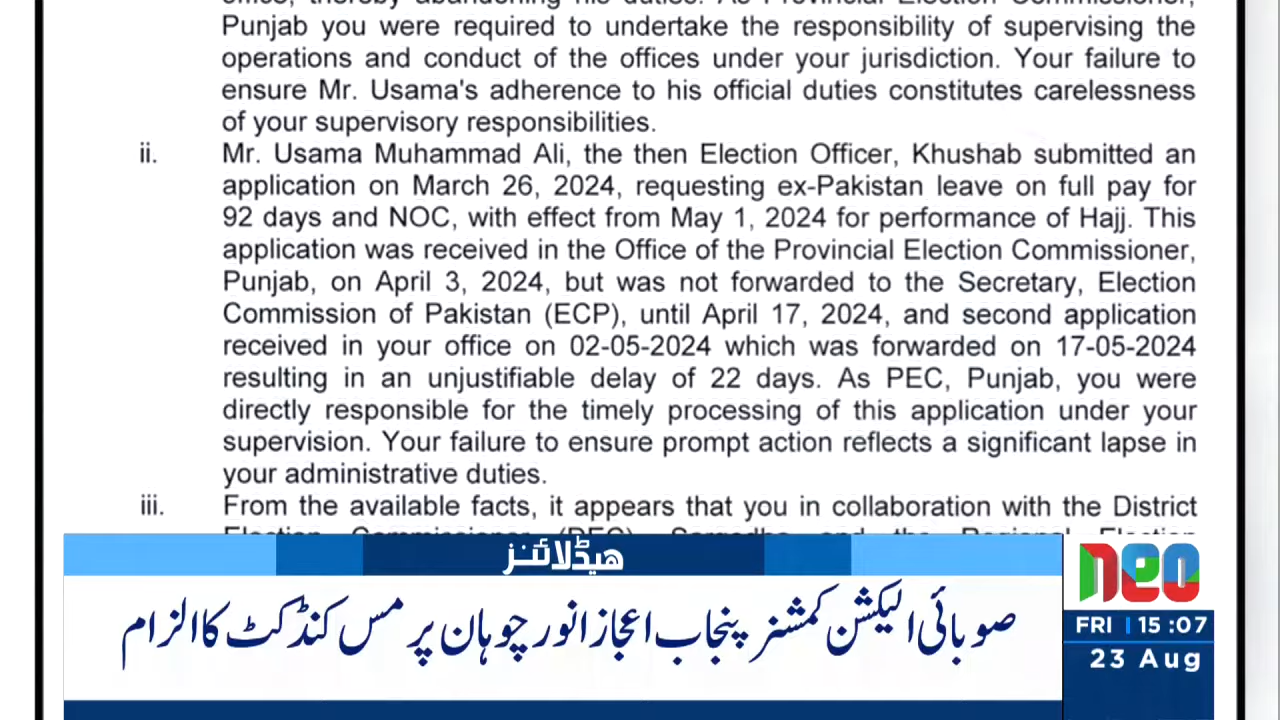 office, thereby abandoning his duties. As Provincial Election Commissioner,
Punjab you were required to undertake the responsibility of supervising the
operations and conduct of the offices under your jurisdiction. Your failure to
ensure Mr. Usama's adherence to his official duties constitutes carelessness
of your supervisory responsibilities.
ii. Mr. Usama Muhammad Ali, the then Election Officer, Khushab submitted an
application on March 26, 2024, requesting ex-Pakistan leave on full pay for
92 days and NOC, with effect from May 1, 2024 for performance of Hajj. This
application was received in the Office of the Provincial Election Commissioner,
Punjab, on April 3, 2024, but was not forwarded to the Secretary, Election
Commission of Pakistan (ECP), until April 17, 2024, and second application
received in your office on 02-05-2024 which was forwarded on 17-05-2024
resulting in an unjustifiable delay of 22 days. As PEC, Punjab, you were
directly responsible for the timely processing of this application under your
supervision. Your failure to ensure prompt action reflects a significant lapse in
your administrative duties.
iii. From the available facts, it appears that you in collaboration with the District
Election Commissioner (DEC), Sargodha and the Regional Election
ہیڈلائنز
صوبائی الیکشن کمشنر پنجاب اعجاز انور چوہان پر مس کنڈکٹ کا الزام
neo
FRI 15:07
23 Aug